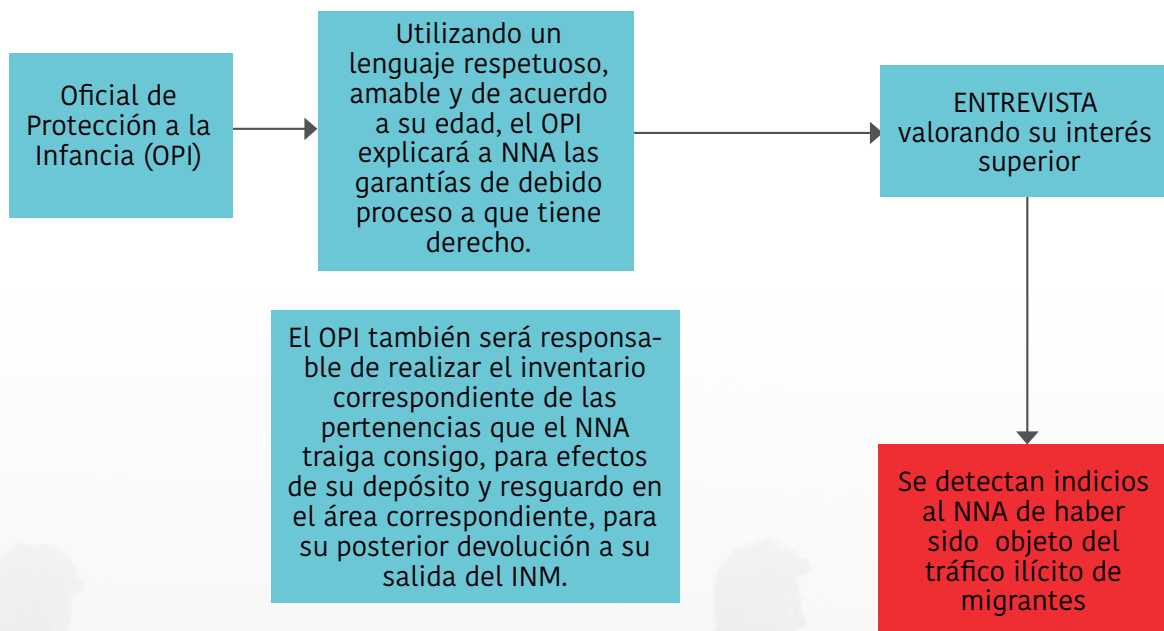 Oficial de
Protección a la
Infancia (OPI)
Utilizando un
lenguaje respetuoso,
amable y de acuerdo
a su edad, el OPI
explicará a NNA las
garantías de debido
proceso a que tiene
derecho.
ENTREVISTA
valorando su interés
superior
El OPI también será responsa-
ble de realizar el inventario
correspondiente de las
pertenencias que el NNA
traiga consigo, para efectos
de su depósito y resguardo en
el área correspondiente, para
su posterior devolución a su
salida del INM.
Se detectan indicios
al NNA de haber
sido objeto del
tráfico ilícito de
migrantes